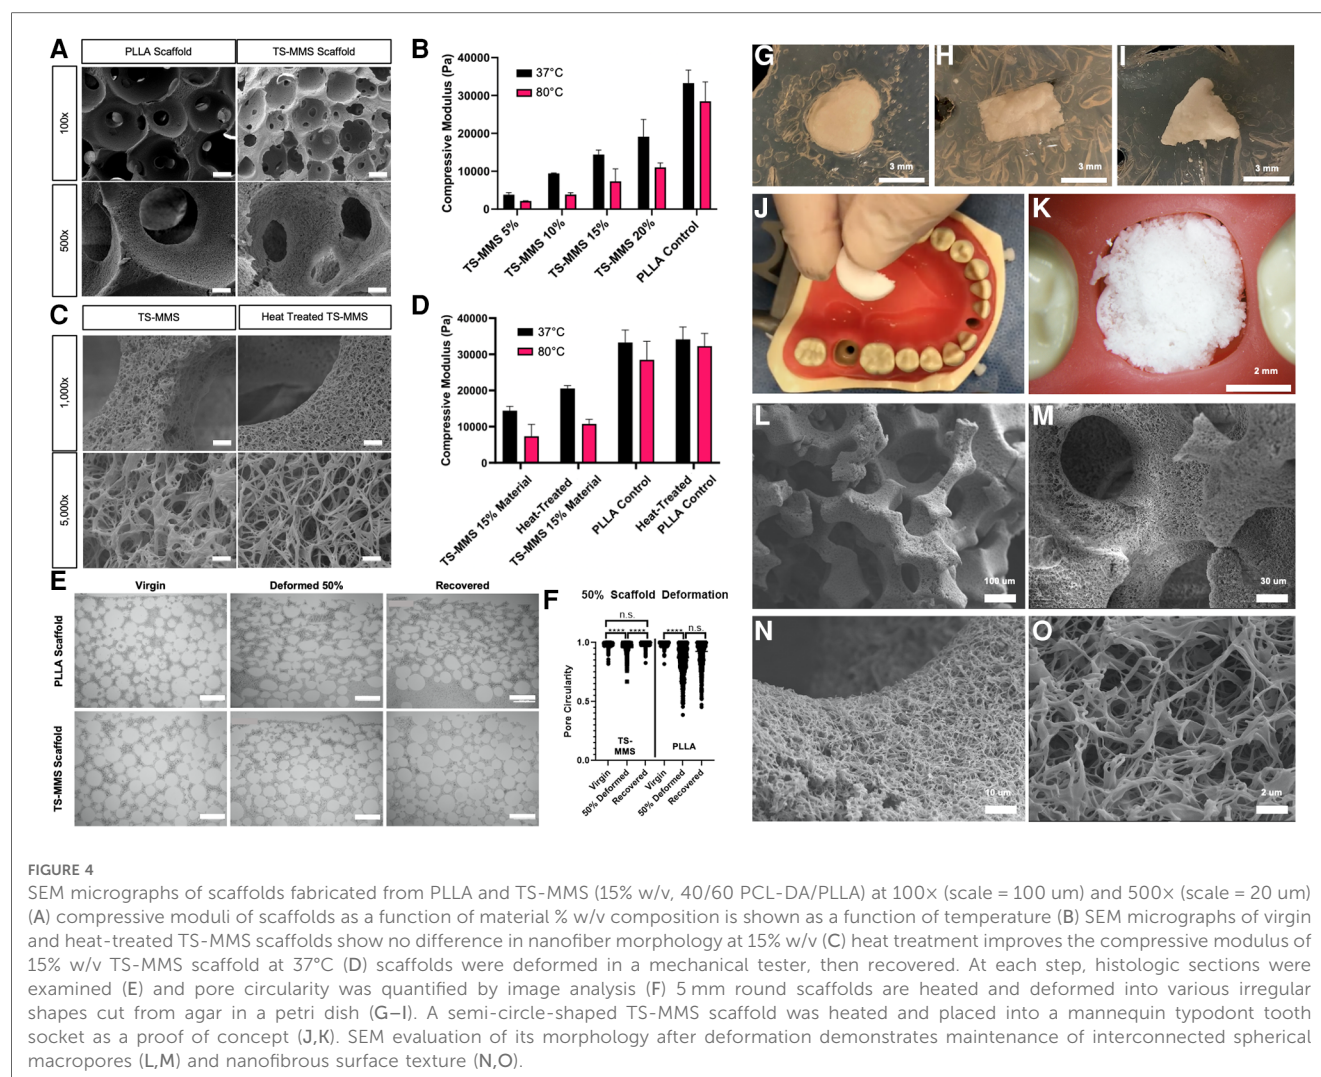 A
PLLA Scaffold
TS-MMS Scaffold
100x
500x
B
Compressive Modulus (Pa)
40000
30000
20000
10000
0
37°C
80°C
TS-MMS 5%
TS-MMS 10%
TS-MMS 15%
TS-MMS 20%
PLLA Control
C
TS-MMS
Heat Treated TS-MMS
1,000x
5,000x
D
Compressive Modulus (Pa)
40000
30000
20000
10000
0
37°C
80°C
TS-MMS 15% Material
Heat-Treated
TS-MMS 15% Material
PLLA Control
Heat-Treated
PLLA Control
E
Virgin
Deformed 50%
Recovered
PLLA Scaffold
TS-MMS Scaffold
F
50% Scaffold Deformation
n.s.
**** ****
**** n.s.
Pore Circularity
1.0
0.5
0.0
TS-
MMS
PLLA
Virgin
50% Deformed
Recovered
Virgin
50% Deformed
Recovered
G
3 mm
H
3 mm
I
3 mm
J
K
2 mm
L
100 um
M
30 um
N
10 um
O
2 um
FIGURE 4
SEM micrographs of scaffolds fabricated from PLLA and TS-MMS (15% w/v, 40/60 PCL-DA/PLLA) at 100× (scale = 100 um) and 500× (scale = 20 um)
(A) compressive moduli of scaffolds as a function of material % w/v composition is shown as a function of temperature (B) SEM micrographs of virgin
and heat-treated TS-MMS scaffolds show no difference in nanofiber morphology at 15% w/v (C) heat treatment improves the compressive modulus of
15% w/v TS-MMS scaffold at 37°C (D) scaffolds were deformed in a mechanical tester, then recovered. At each step, histologic sections were
examined (E) and pore circularity was quantified by image analysis (F) 5 mm round scaffolds are heated and deformed into various irregular
shapes cut from agar in a petri dish (G–I). A semi-circle-shaped TS-MMS scaffold was heated and placed into a mannequin typodont tooth
socket as a proof of concept (J,K). SEM evaluation of its morphology after deformation demonstrates maintenance of interconnected spherical
macropores (L,M) and nanofibrous surface texture (N,O).